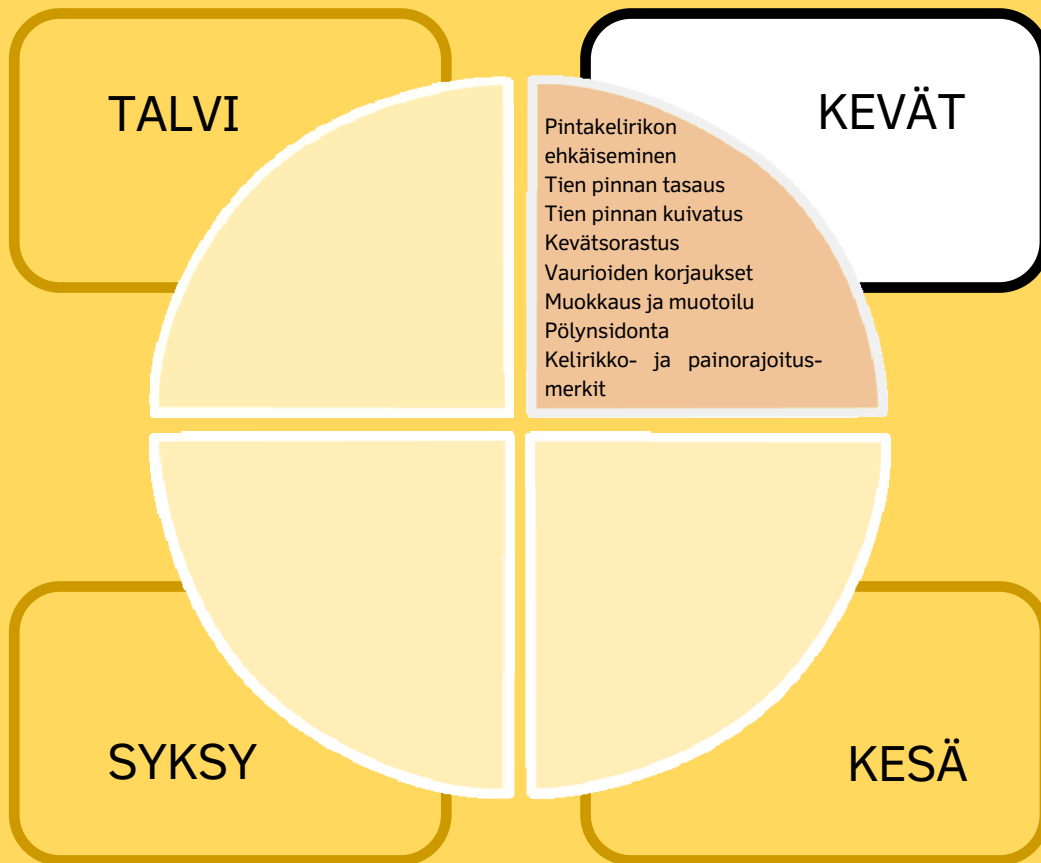 TALVI
KEVÄT
Pintakelirikon
ehkäiseminen
Tien pinnan tasaus
Tien pinnan kuivatus
Kevätsorastus
Vaurioiden korjaukset
Muokkaus ja muotoilu
Pölynsidonta
Kelirikko- ja painorajoitus-
merkit
SYKSY
KESÄ